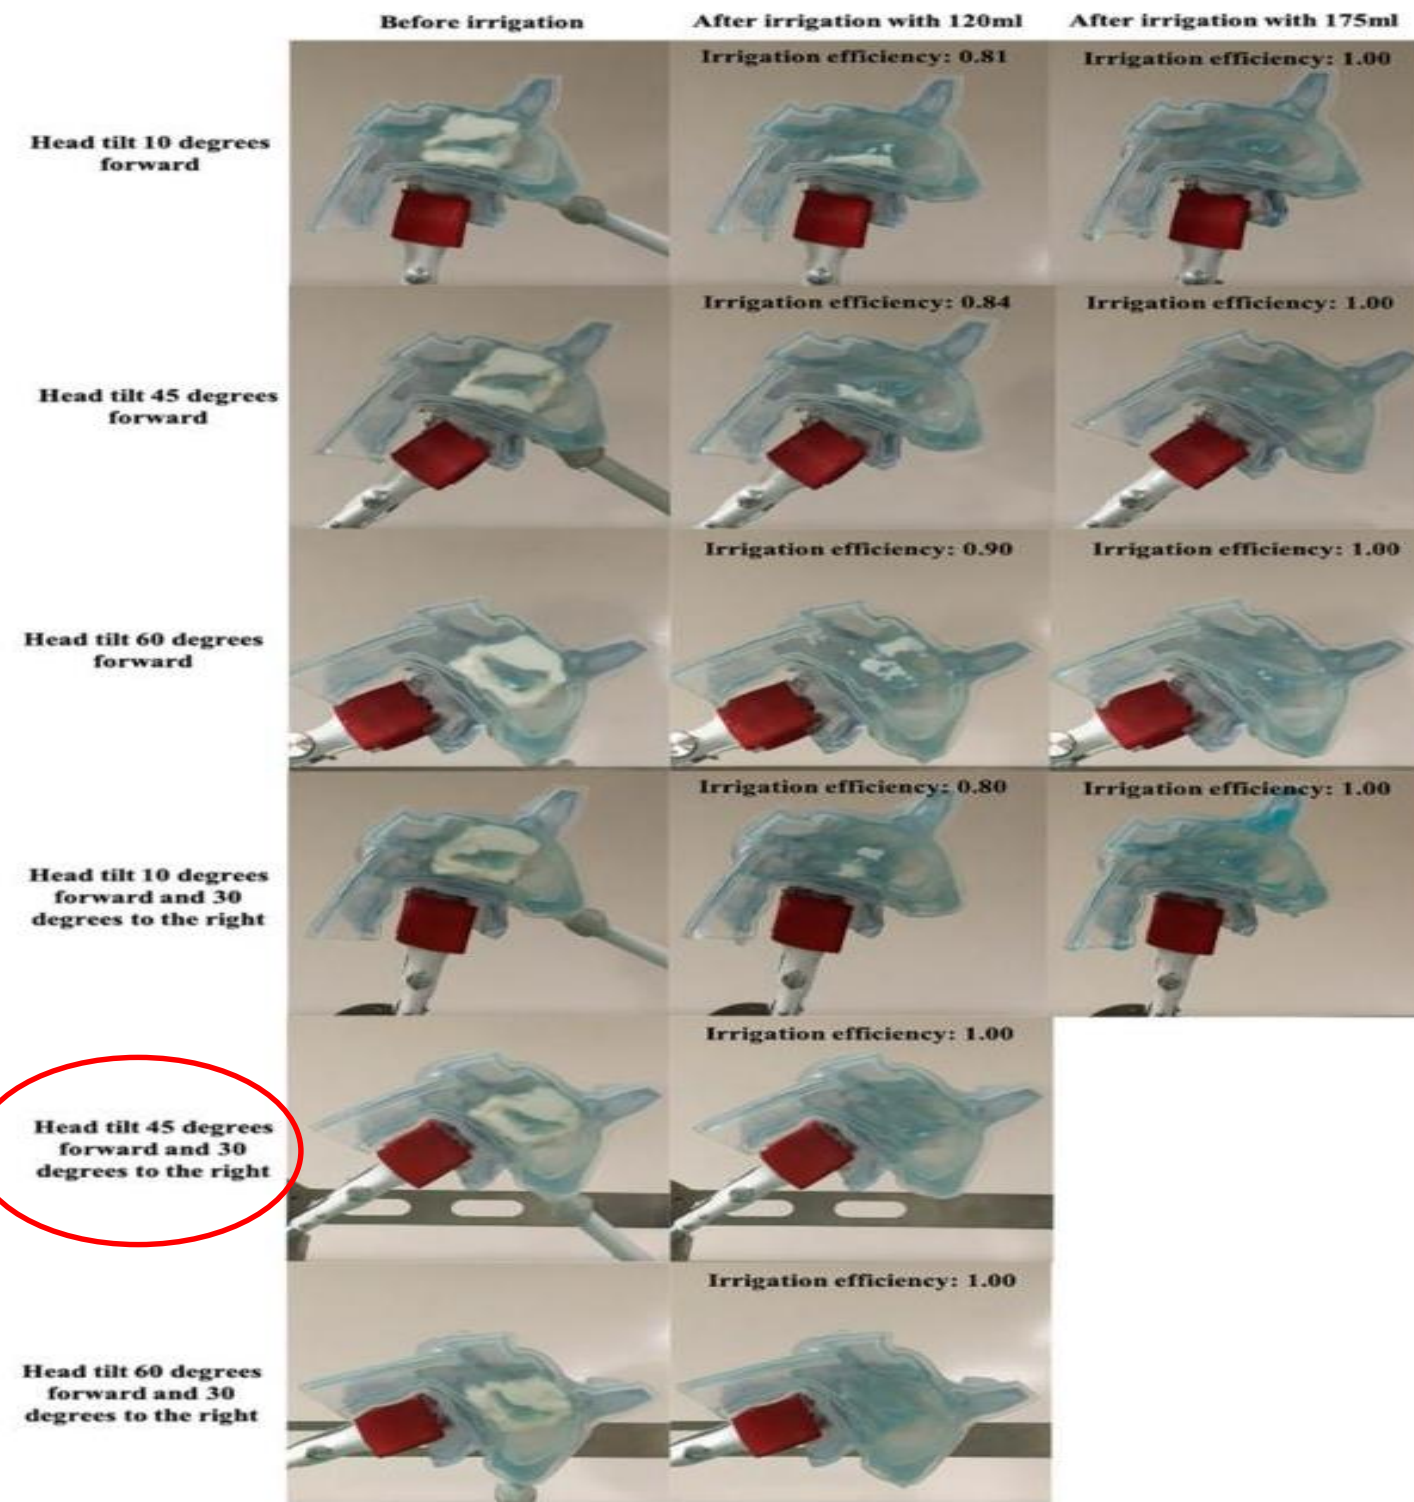 Before irrigation
After irrigation with 120ml
After irrigation with 175ml
Head tilt 10 degrees
forward
Irrigation efficiency: 0.81
Irrigation efficiency: 1.00
Head tilt 45 degrees
forward
Irrigation efficiency: 0.84
Irrigation efficiency: 1.00
Head tilt 60 degrees
forward
Irrigation efficiency: 0.90
Irrigation efficiency: 1.00
Head tilt 10 degrees
forward and 30
degrees to the right
Irrigation efficiency: 0.80
Irrigation efficiency: 1.00
Head tilt 45 degrees
forward and 30
degrees to the right
Irrigation efficiency: 1.00
Head tilt 60 degrees
forward and 30
degrees to the right
Irrigation efficiency: 1.00